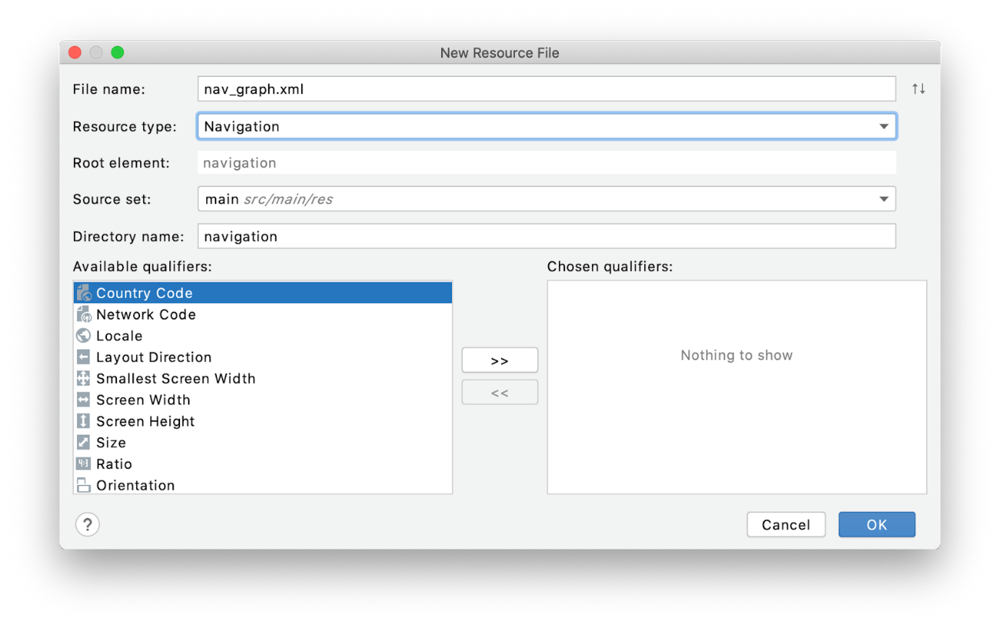 New Resource File
File name: nav_graph.xml
Resource type: Navigation
Root element: navigation
Source set: main src/main/res
Directory name: navigation
Available qualifiers:
Chosen qualifiers:
Country Code
Network Code
Locale
Layout Direction
Smallest Screen Width
Screen Width
Screen Height
Size
4:3 Ratio
Orientation
>>
<<
Nothing to show
?
Cancel
OK